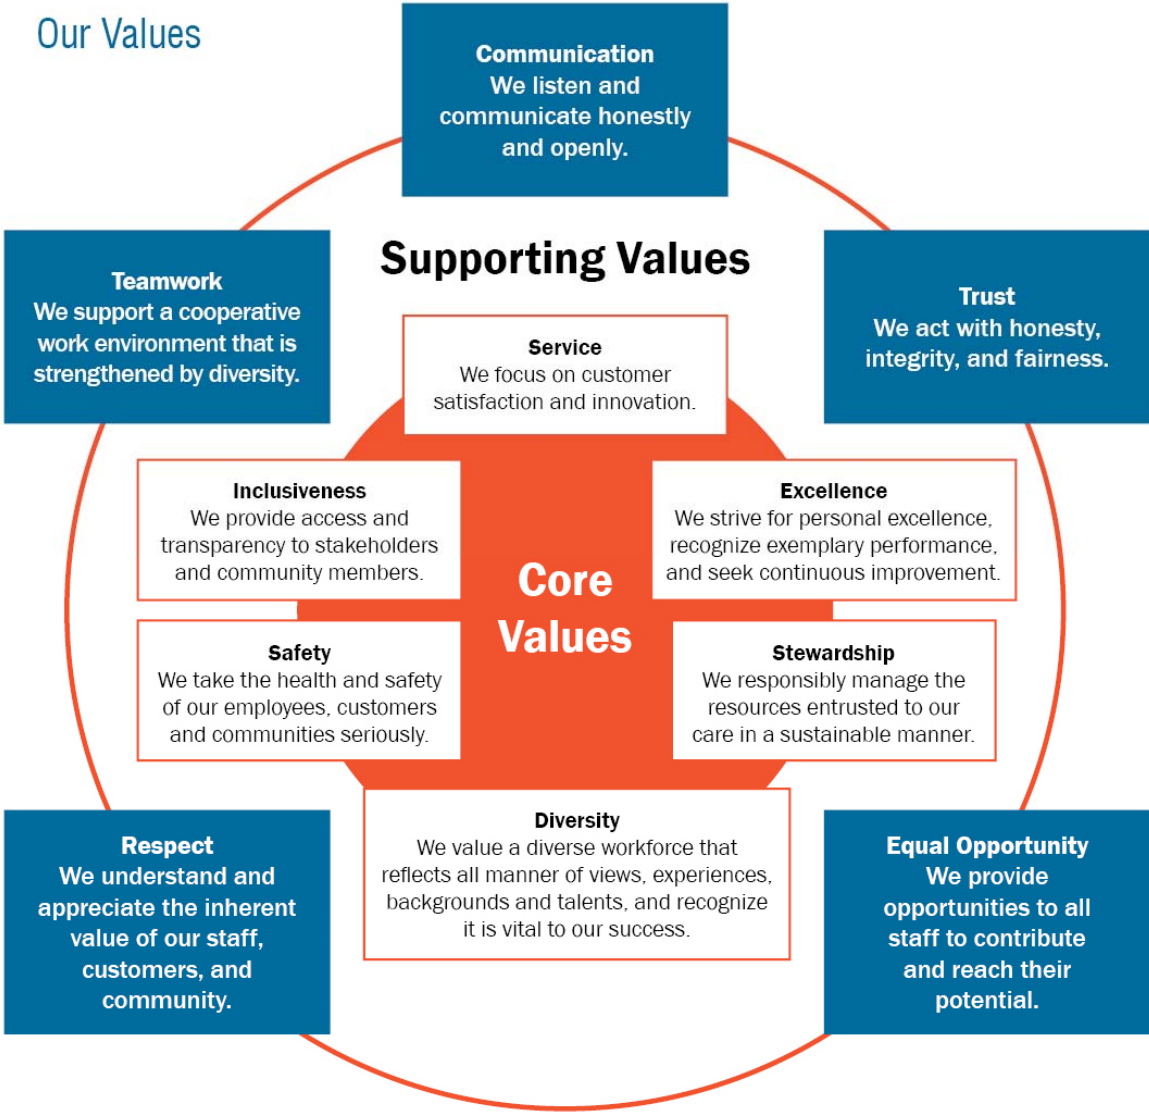 Our Values
Communication
We listen and
communicate honestly
and openly.
Supporting Values
Teamwork
We support a cooperative
work environment that is
strengthened by diversity.
Trust
We act with honesty,
integrity, and fairness.
Service
We focus on customer
satisfaction and innovation.
Inclusiveness
We provide access and
transparency to stakeholders
and community members.
Excellence
We strive for personal excellence,
recognize exemplary performance,
and seek continuous improvement.
Core
Values
Safety
We take the health and safety
of our employees, customers
and communities seriously.
Stewardship
We responsibly manage the
resources entrusted to our
care in a sustainable manner.
Diversity
We value a diverse workforce that
reflects all manner of views, experiences,
backgrounds and talents, and recognize
it is vital to our success.
Respect
We understand and
appreciate the inherent
value of our staff,
customers, and
community.
Equal Opportunity
We provide
opportunities to all
staff to contribute
and reach their
potential.